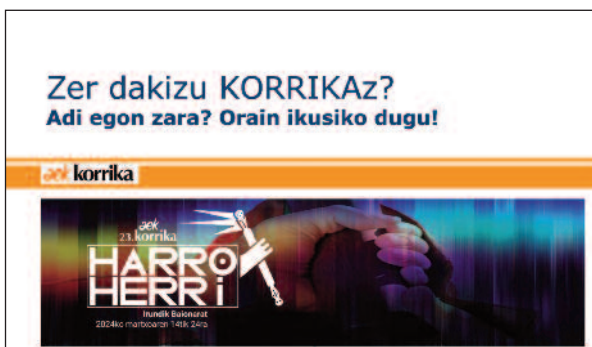 Zer dakizu KORRIKAz?
Adi egon zara? Orain ikusiko dugu!
aek korrika
aek
23.korrika
HARRO
HERRi
Irundik Baionarat
2024ko martxoaren 14tik 24ra